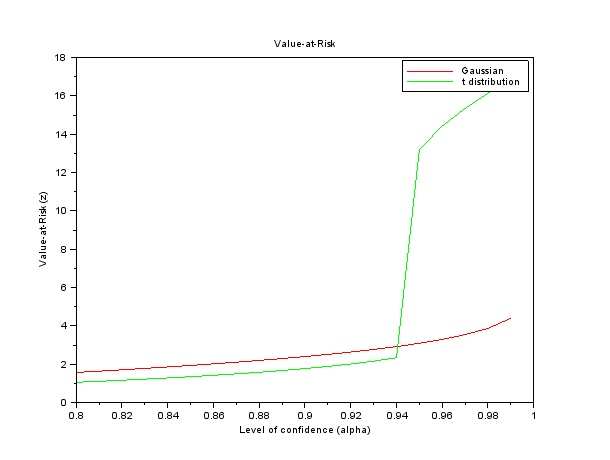 Value-at-Risk
Gaussian
t distribution
18
16
14
12
10
8
6
4
2
0
Value-at-Risk (z)
0.8 0.82 0.84 0.86 0.88 0.9 0.92 0.94 0.96 0.98 1
Level of confidence (alpha)